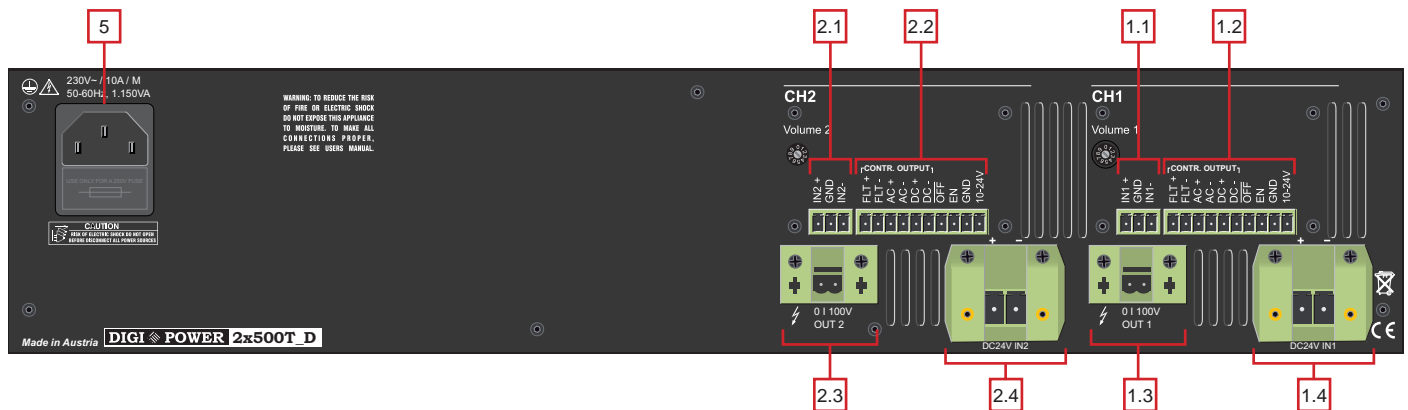 5
2.1
2.2
1.1
1.2
230V~ / 10A / M
50-60Hz, 1.150VA
WARNING: TO REDUCE THE RISK
OF FIRE OR ELECTRIC SHOCK
DO NOT EXPOSE THIS APPLIANCE
TO MOISTURE. TO MAKE ALL
CONNECTIONS PROPER,
PLEASE SEE USERS MANUAL.
USE ONLY FOR A 250V FUSE
CAUTION
RISK OF ELECTRIC SHOCK DO NOT OPEN
BEFORE DISCONNECT ALL POWER SOURCES
CH2
Volume 2
CONTR. OUTPUT
IN2 +
GND
IN2-
FLT +
FLT -
AC +
AC -
DC +
DC -
OFF
EN
GND
10-24V
+ −
0 I 100V
OUT 2
DC24V IN2
CH1
Volume 1
CONTR. OUTPUT
IN1 +
GND
IN1-
FLT +
FLT -
AC +
AC -
DC +
DC -
OFF
EN
GND
10-24V
+ −
0 I 100V
OUT 1
DC24V IN1
CE
Made in Austria DIGI POWER 2x500T_D
2.3
2.4
1.3
1.4